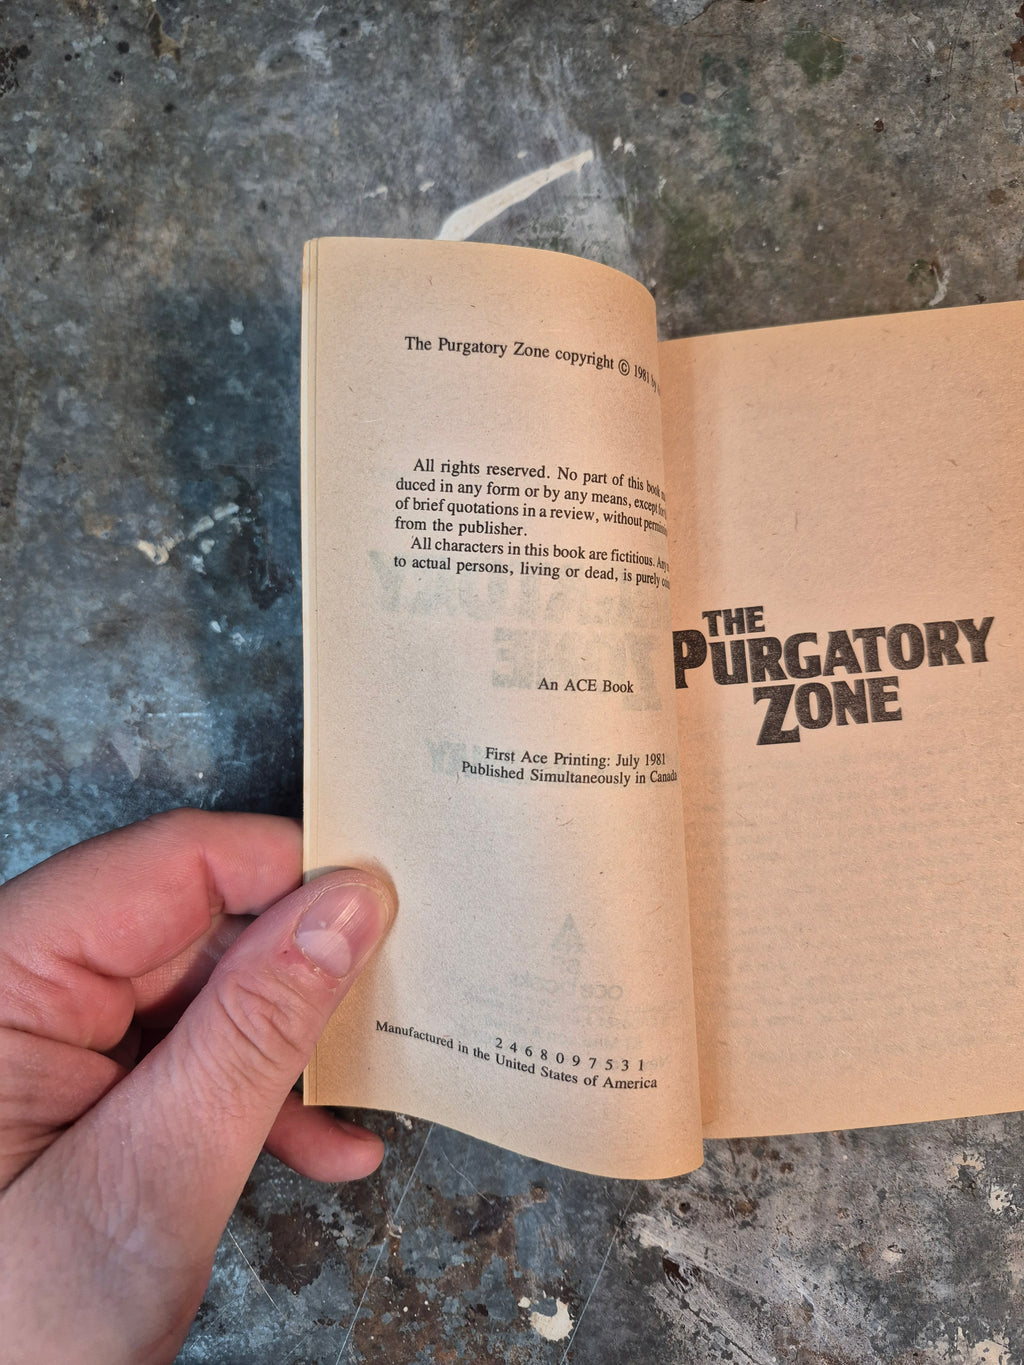 The Purgatory Zone copyright © 1981 by
All rights reserved. No part of this book
duced in any form or by any means, except for
of brief quotations in a review, without
from the publisher.
All characters in this book are fictitious. Any
to actual persons, living or dead, is purely
An ACE Book
First Ace Printing: July 1981
Published Simultaneously in Canada
2 4 6 8 0 9 7 5 3 1
Manufactured in the United States of America
THE
PURGATORY
ZONE